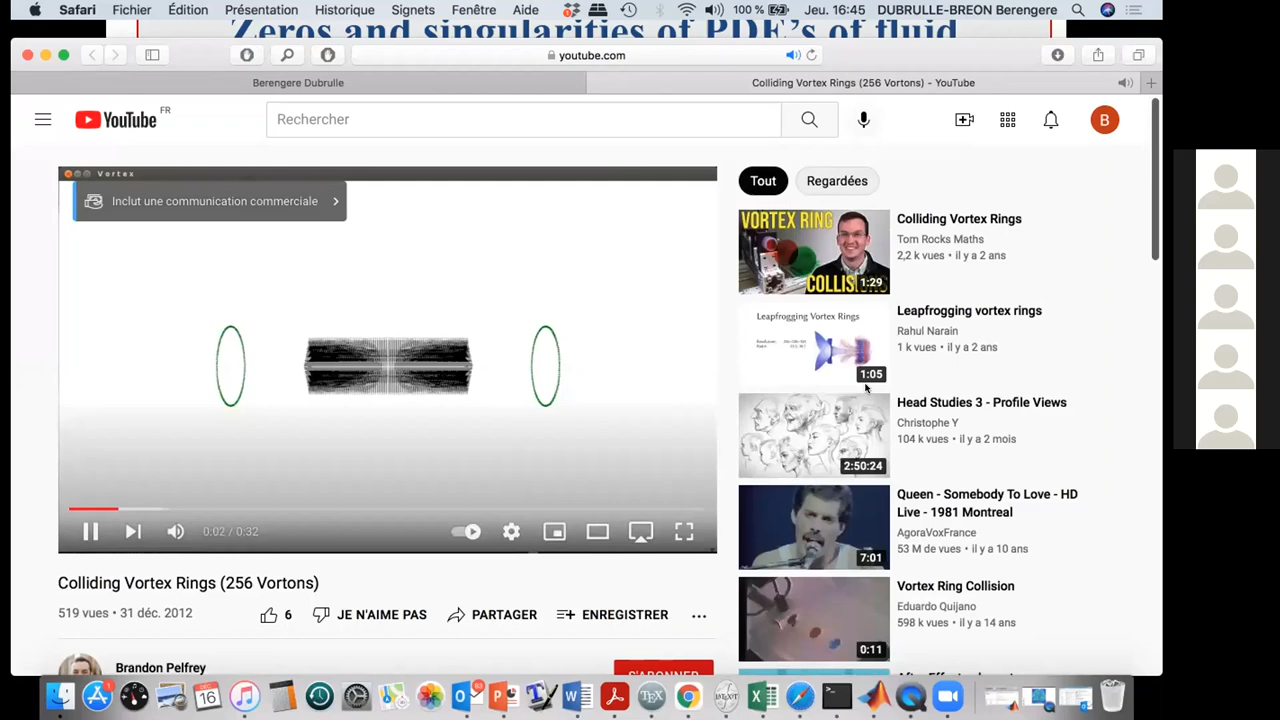 Safari Fichier Édition Présentation Historique Signets Fenêtre Aide 100 % Jeu. 16:45 DUBRULLE-BREON Berengere
Zeros and singularities of PDE's of fluid
youtube.com
Berengere Dubrulle
Colliding Vortex Rings (256 Vortons) - YouTube
YouTube FR
Rechercher
B
Vortex
Inclut une communication commerciale
0:02 / 0:32
Colliding Vortex Rings (256 Vortons)
519 vues • 31 déc. 2012
6 JE N'AIME PAS PARTAGER ENREGISTRER
Brandon Pelfrey
S'ABONNER
Tout Regardées
VORTEX RING
COLLISIONS
1:29
Colliding Vortex Rings
Tom Rocks Maths
2,2 k vues • il y a 2 ans
Leapfrogging Vortex Rings
1:05
Leapfrogging vortex rings
Rahul Narain
1 k vues • il y a 2 ans
2:50:24
Head Studies 3 - Profile Views
Christophe Y
104 k vues • il y a 2 mois
7:01
Queen - Somebody To Love - HD
Live - 1981 Montreal
AgoraVoxFrance
53 M de vues • il y a 10 ans
0:11
Vortex Ring Collision
Eduardo Quijano
598 k vues • il y a 14 ans
16